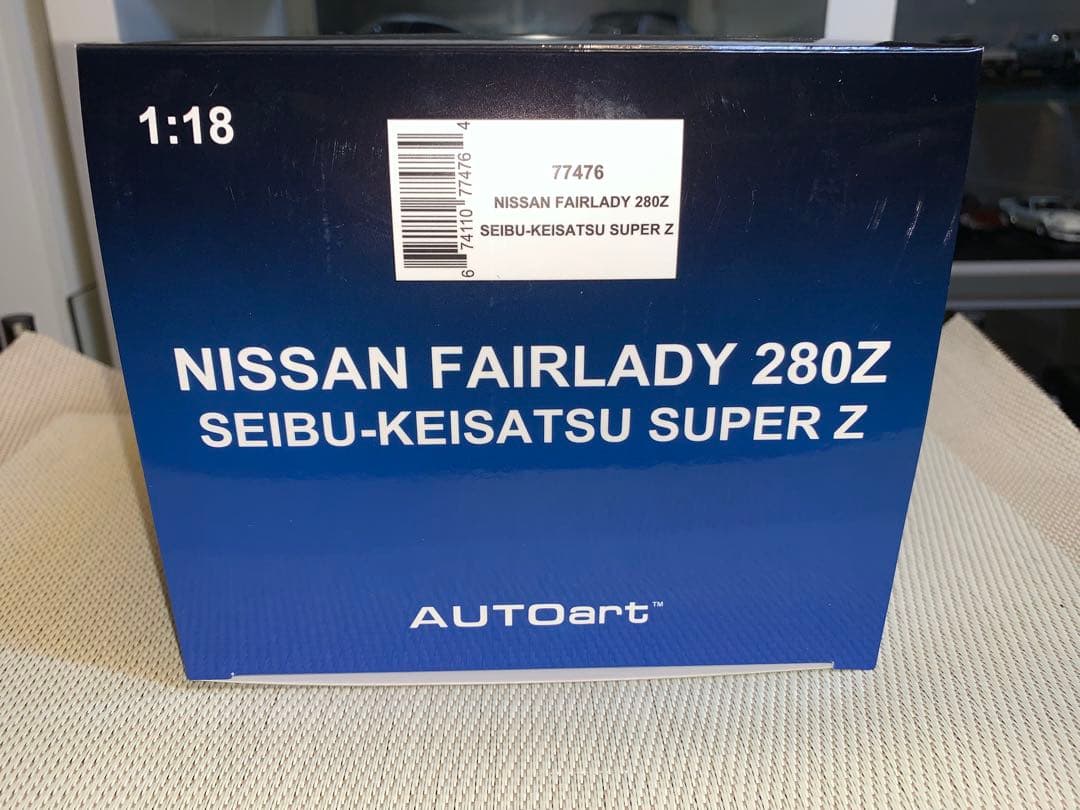 1:18
6 74110 77476 4
77476
NISSAN FAIRLADY 280Z
SEIBU-KEISATSU SUPER Z
NISSAN FAIRLADY 280Z
SEIBU-KEISATSU SUPER Z
AUTOart™